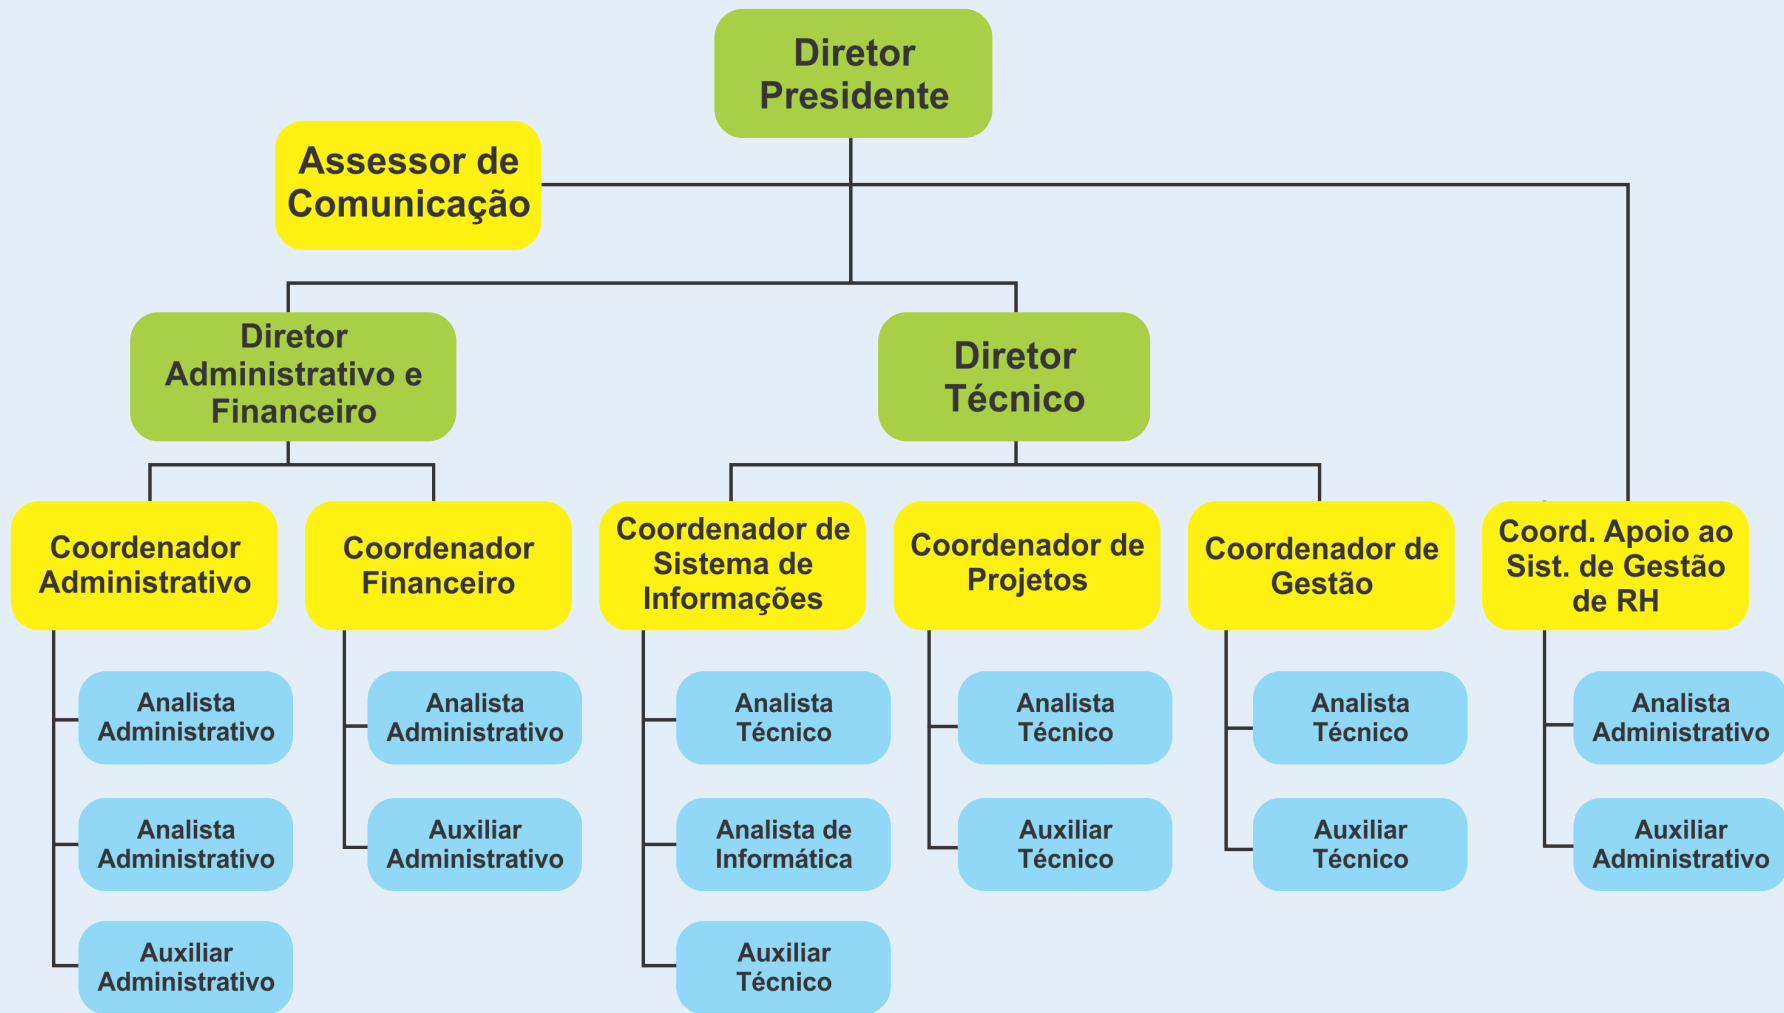 Diretor
Presidente
Assessor de
Comunicação
Diretor
Administrativo e
Financeiro
Diretor
Técnico
Coordenador
Administrativo
Coordenador
Financeiro
Coordenador de
Sistema de
Informações
Coordenador de
Projetos
Coordenador de
Gestão
Coord. Apoio ao
Sist. de Gestão
de RH
Analista
Administrativo
Analista
Administrativo
Analista
Técnico
Analista
Técnico
Analista
Técnico
Analista
Administrativo
Analista
Administrativo
Auxiliar
Administrativo
Analista de
Informática
Auxiliar
Técnico
Auxiliar
Técnico
Auxiliar
Administrativo
Auxiliar
Administrativo
Auxiliar
Técnico